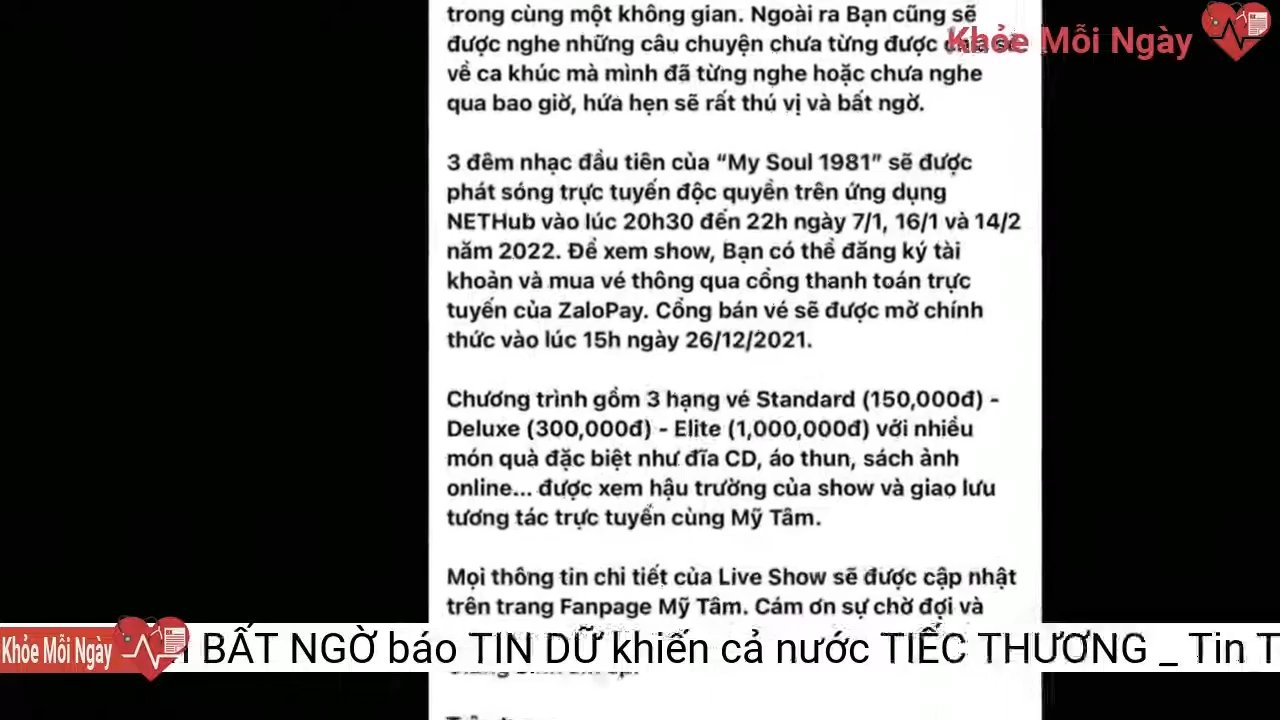 trong cùng một không gian. Ngoài ra Bạn cũng sẽ
được nghe những câu chuyện chưa từng được
về ca khúc mà mình đã từng nghe hoặc chưa nghe
qua bao giờ, hứa hẹn sẽ rất thú vị và bất ngờ.
Khỏe Mỗi Ngày
3 đêm nhạc đầu tiên của “My Soul 1981” sẽ được
phát sóng trực tuyến độc quyền trên ứng dụng
NETHub vào lúc 20h30 đến 22h ngày 7/1, 16/1 và 14/2
năm 2022. Để xem show, Bạn có thể đăng ký tài
khoản và mua vé thông qua cổng thanh toán trực
tuyến của ZaloPay. Cổng bán vé sẽ được mở chính
thức vào lúc 15h ngày 26/12/2021.
Chương trình gồm 3 hạng vé Standard (150,000đ) -
Deluxe (300,000đ) - Elite (1,000,000đ) với nhiều
món quà đặc biệt như đĩa CD, áo thun, sách ảnh
online... được xem hậu trường của show và giao lưu
tương tác trực tuyến cùng Mỹ Tâm.
Mọi thông tin chi tiết của Live Show sẽ được cập nhật
trên trang Fanpage Mỹ Tâm. Cám ơn sự chờ đợi và
Khỏe Mỗi Ngày
BẤT NGỜ báo TIN DỮ khiến cả nước TIẾC THƯƠNG _ Tin T